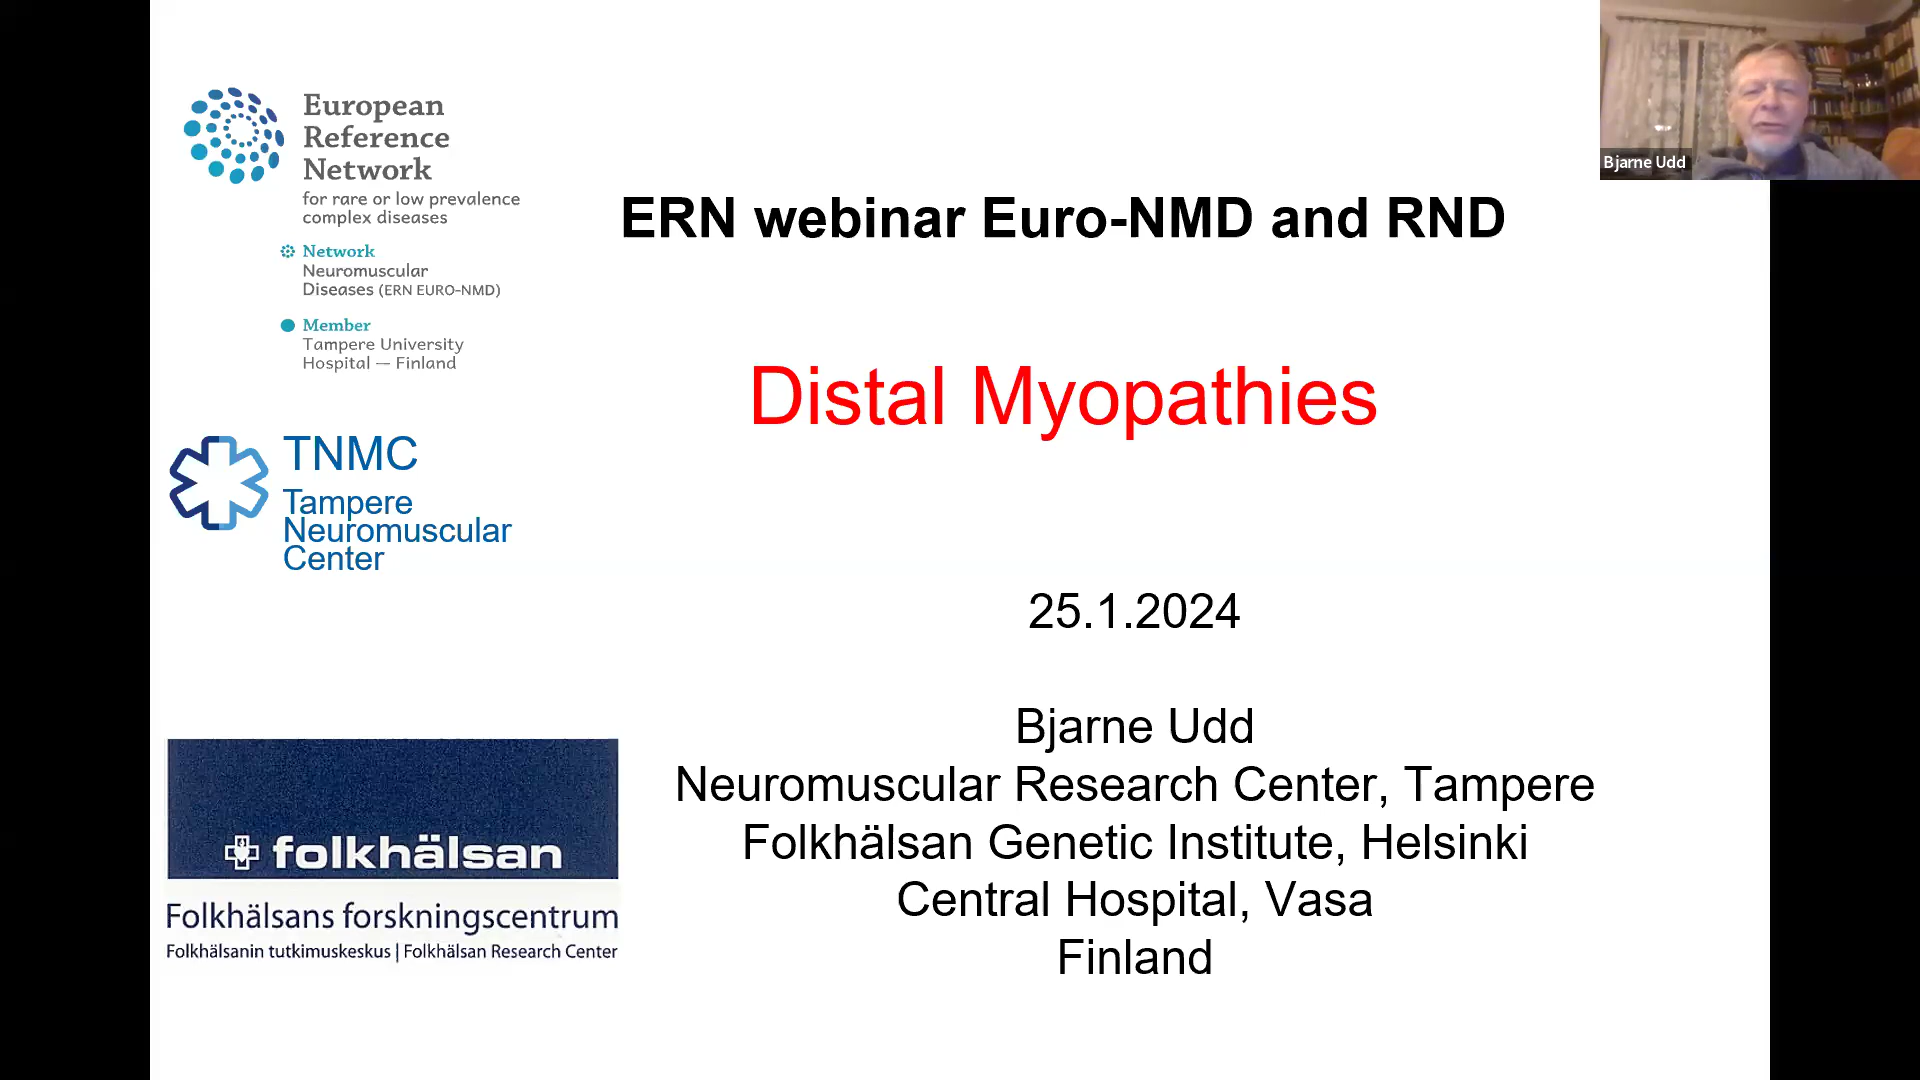 European
Reference
Network
for rare or low prevalence
complex diseases
Network
Neuromuscular
Diseases (ERN EURO-NMD)
Member
Tampere University
Hospital — Finland
TNMC
Tampere
Neuromuscular
Center
folkhälsan
Folkhälsans forskningscentrum
Folkhälsanin tutkimuskeskus | Folkhälsan Research Center
ERN webinar Euro-NMD and RND
Distal Myopathies
25.1.2024
Bjarne Udd
Neuromuscular Research Center, Tampere
Folkhälsan Genetic Institute, Helsinki
Central Hospital, Vasa
Finland
Bjarne Udd